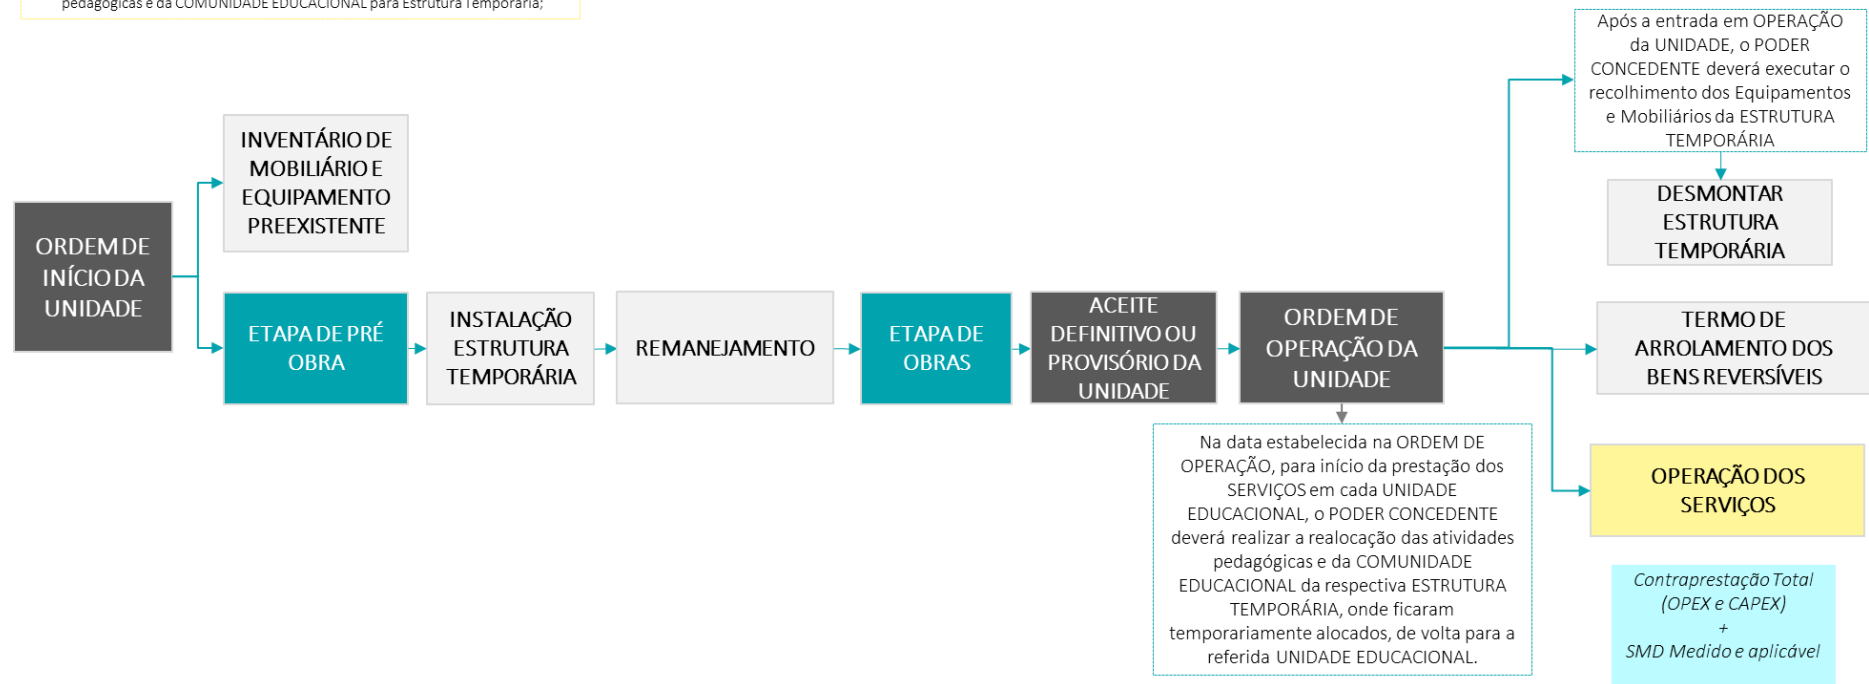 pedagógicas e da COMUNIDADE EDUCACIONAL para Estrutura Temporária;
ORDEM DE
INÍCIO DA
UNIDADE
INVENTÁRIO DE
MOBILIÁRIO E
EQUIPAMENTO
PREEXISTENTE
ETAPA DE PRÉ
OBRA
INSTALAÇÃO
ESTRUTURA
TEMPORÁRIA
REMANEJAMENTO
ETAPA DE
OBRAS
ACEITE
DEFINITIVO OU
PROVISÓRIO DA
UNIDADE
ORDEM DE
OPERAÇÃO DA
UNIDADE
Na data estabelecida na ORDEM DE
OPERAÇÃO, para início da prestação dos
SERVIÇOS em cada UNIDADE
EDUCACIONAL, o PODER CONCEDENTE
deverá realizar a realocação das atividades
pedagógicas e da COMUNIDADE
EDUCACIONAL da respectiva ESTRUTURA
TEMPORÁRIA, onde ficaram
temporariamente alocados, de volta para a
referida UNIDADE EDUCACIONAL.
Após a entrada em OPERAÇÃO
da UNIDADE, o PODER
CONCEDENTE deverá executar o
recolhimento dos Equipamentos
e Mobiliários da ESTRUTURA
TEMPORÁRIA
DESMONTAR
ESTRUTURA
TEMPORÁRIA
TERMO DE
ARROLAMENTO DOS
BENS REVERSÍVEIS
OPERAÇÃO DOS
SERVIÇOS
Contraprestação Total
(OPEX e CAPEX)
+
SMD Medido e aplicável